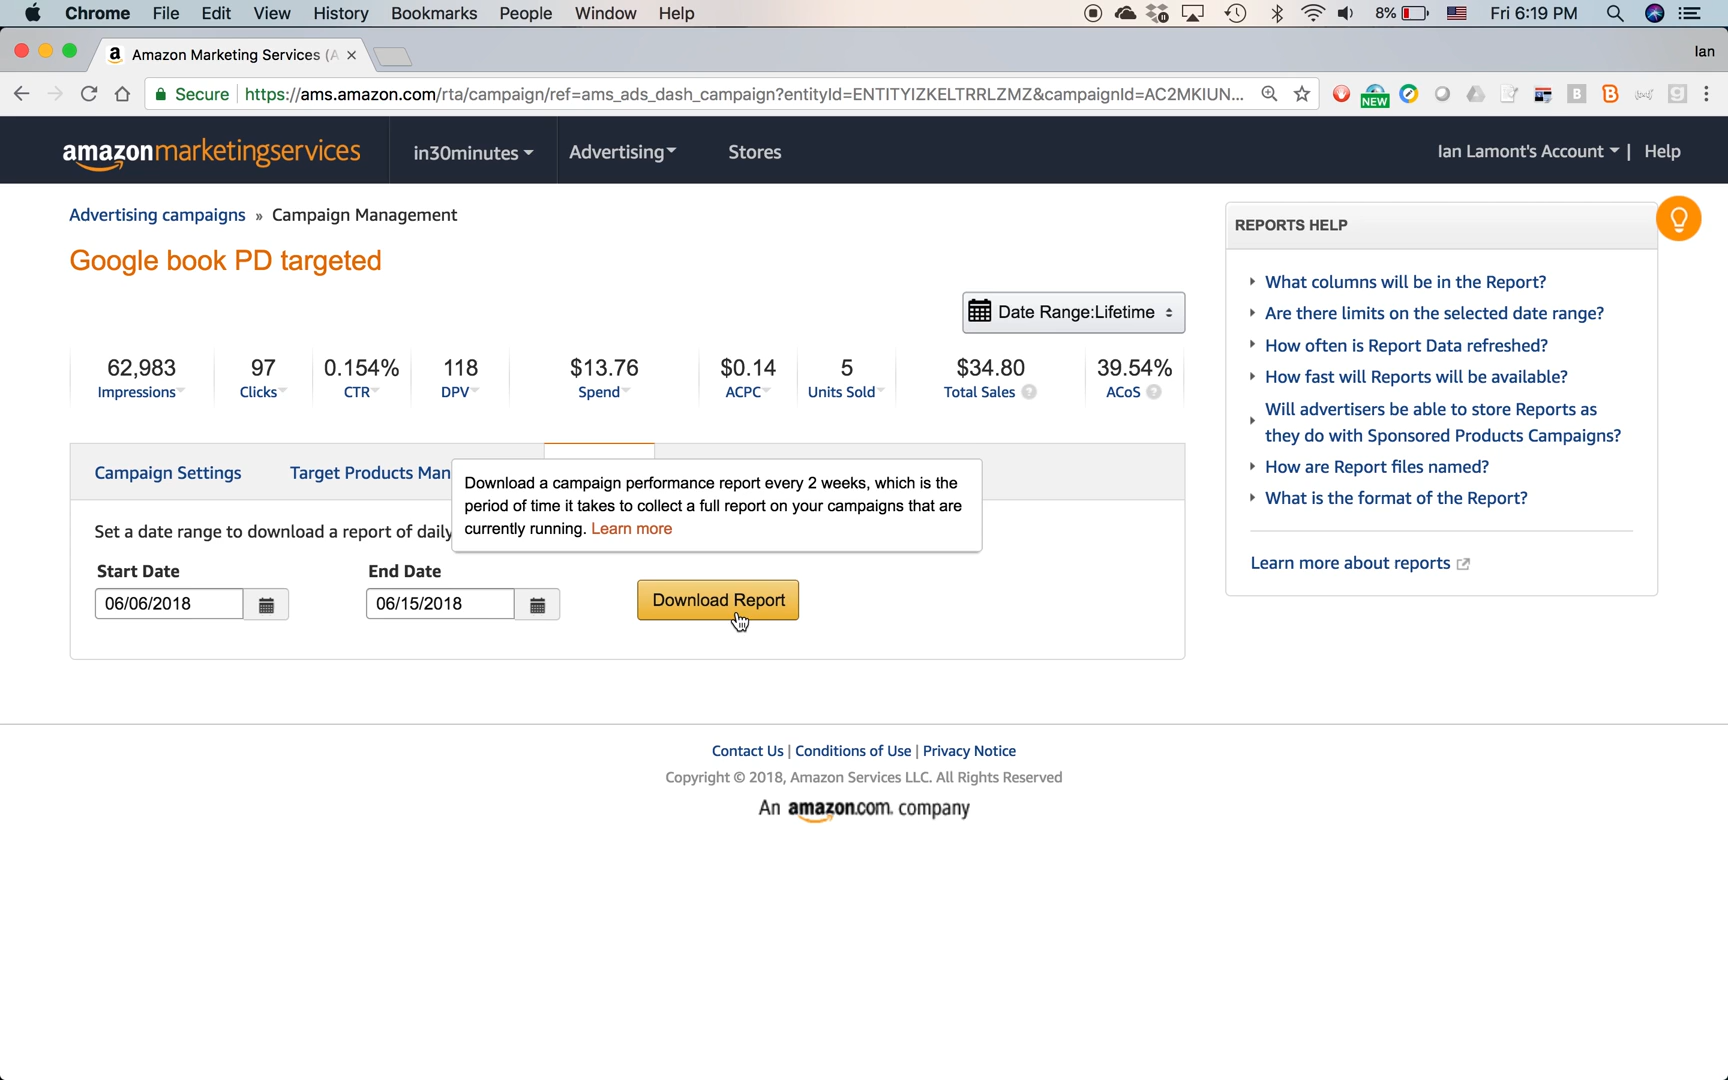 Chrome File Edit View History Bookmarks People Window Help 8% Fri 6:19 PM
Amazon Marketing Services (A Ian
Secure https://ams.amazon.com/rta/campaign/ref=ams_ads_dash_campaign?entityId=ENTITYIZKELTRRLZMZ&campaignId=AC2MKIUN... NEW
amazonmarketingservices in30minutes Advertising Stores Ian Lamont's Account | Help
Advertising campaigns » Campaign Management
Google book PD targeted
Date Range:Lifetime
62,983 97 0.154% 118 $13.76 $0.14 5 $34.80 39.54%
Impressions Clicks CTR DPV Spend ACPC Units Sold Total Sales ? ACoS ?
Campaign Settings Target Products Man
Download a campaign performance report every 2 weeks, which is the
period of time it takes to collect a full report on your campaigns that are
currently running. Learn more
Set a date range to download a report of daily
Start Date End Date
06/06/2018 06/15/2018 Download Report
REPORTS HELP
What columns will be in the Report?
Are there limits on the selected date range?
How often is Report Data refreshed?
How fast will Reports will be available?
Will advertisers be able to store Reports as
they do with Sponsored Products Campaigns?
How are Report files named?
What is the format of the Report?
Learn more about reports
Contact Us | Conditions of Use | Privacy Notice
Copyright © 2018, Amazon Services LLC. All Rights Reserved
An amazon.com. company